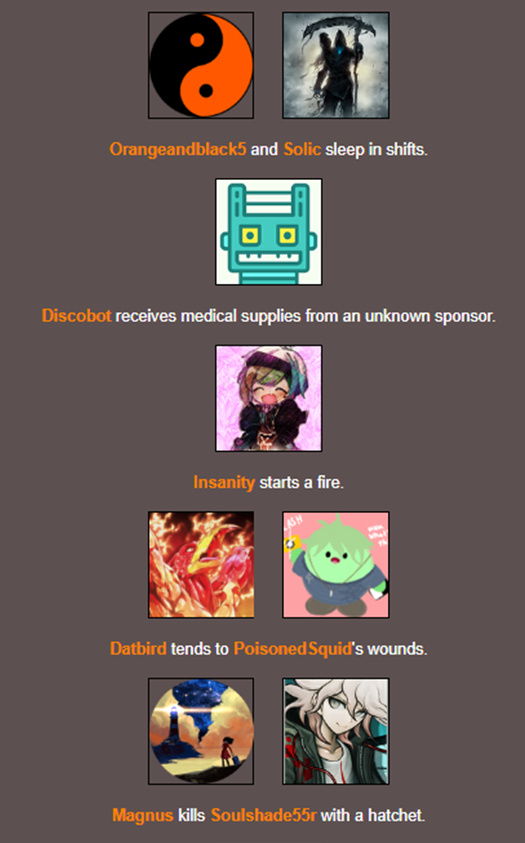 Orangeandblack5 and Solic sleep in shifts.
Discobot receives medical supplies from an unknown sponsor.
Insanity starts a fire.
Datbird tends to PoisonedSquid's wounds.
Magnus kills Soulshade55r with a hatchet.